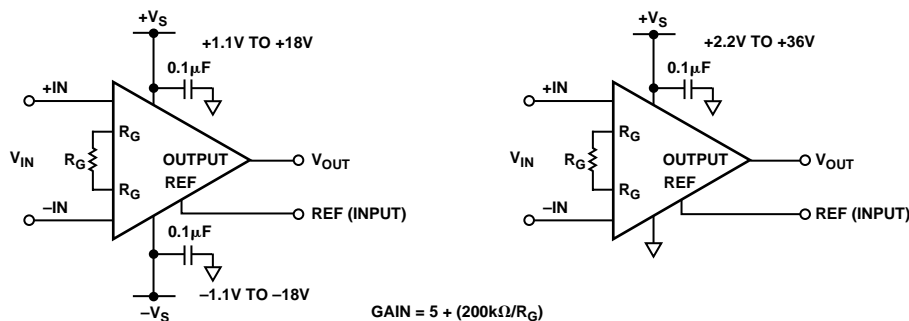 +VS
+1.1V TO +18V
0.1μF
+IN
RG
VIN
RG
OUTPUT
VOUT
RG
REF
–IN
REF (INPUT)
0.1μF
–1.1V TO –18V
–VS
+VS
+2.2V TO +36V
0.1μF
+IN
RG
VIN
RG
OUTPUT
VOUT
RG
REF
–IN
REF (INPUT)
GAIN = 5 + (200kΩ/RG)